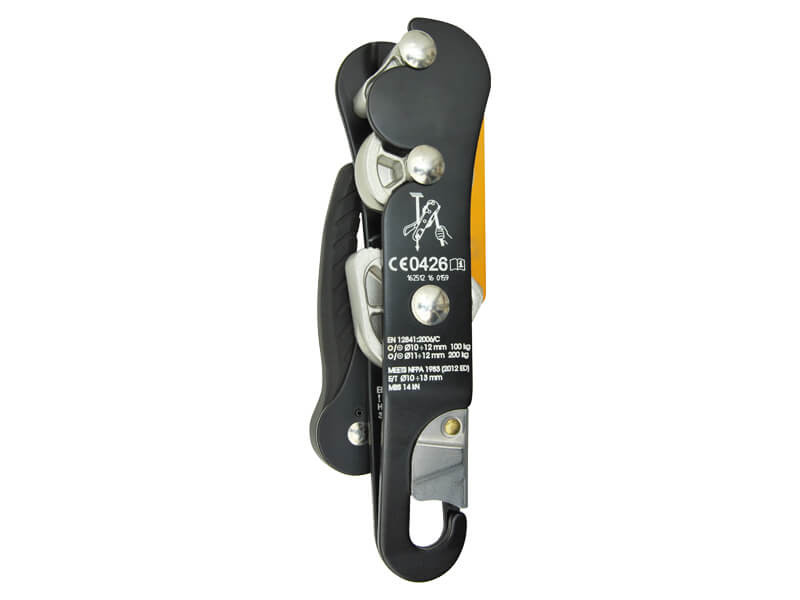 CE0426
162512 16 0159
EN 12841:2006/C
Ø10÷12 mm 100 kg
Ø11÷12 mm 200 kg
MEETS NFPA 1983 (2012 ED)
E/T Ø10÷13 mm
MBS 14 kN